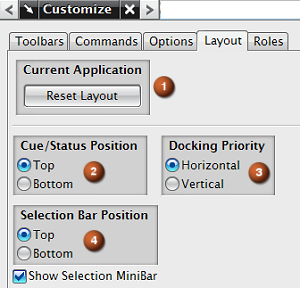 Customize
Toolbars Commands Options Layout Roles
Current Application
Reset Layout
1
Cue/Status Position Docking Priority
Top Horizontal
2 3
Bottom Vertical
Selection Bar Position
Top
4
Bottom
Show Selection MiniBar